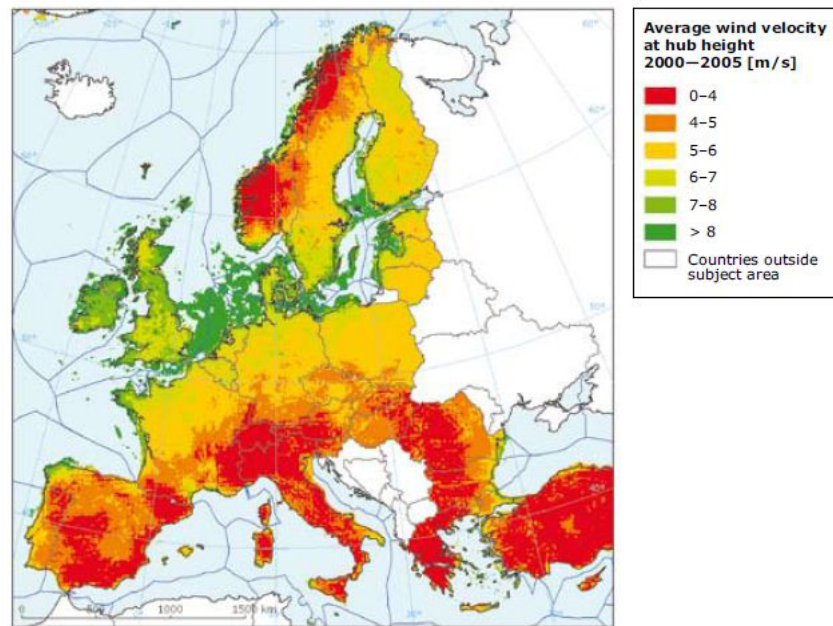 Average wind velocity
at hub height
2000—2005 [m/s]
0–4
4–5
5–6
6–7
7–8
> 8
Countries outside
subject area
0 500 1000 1500 km